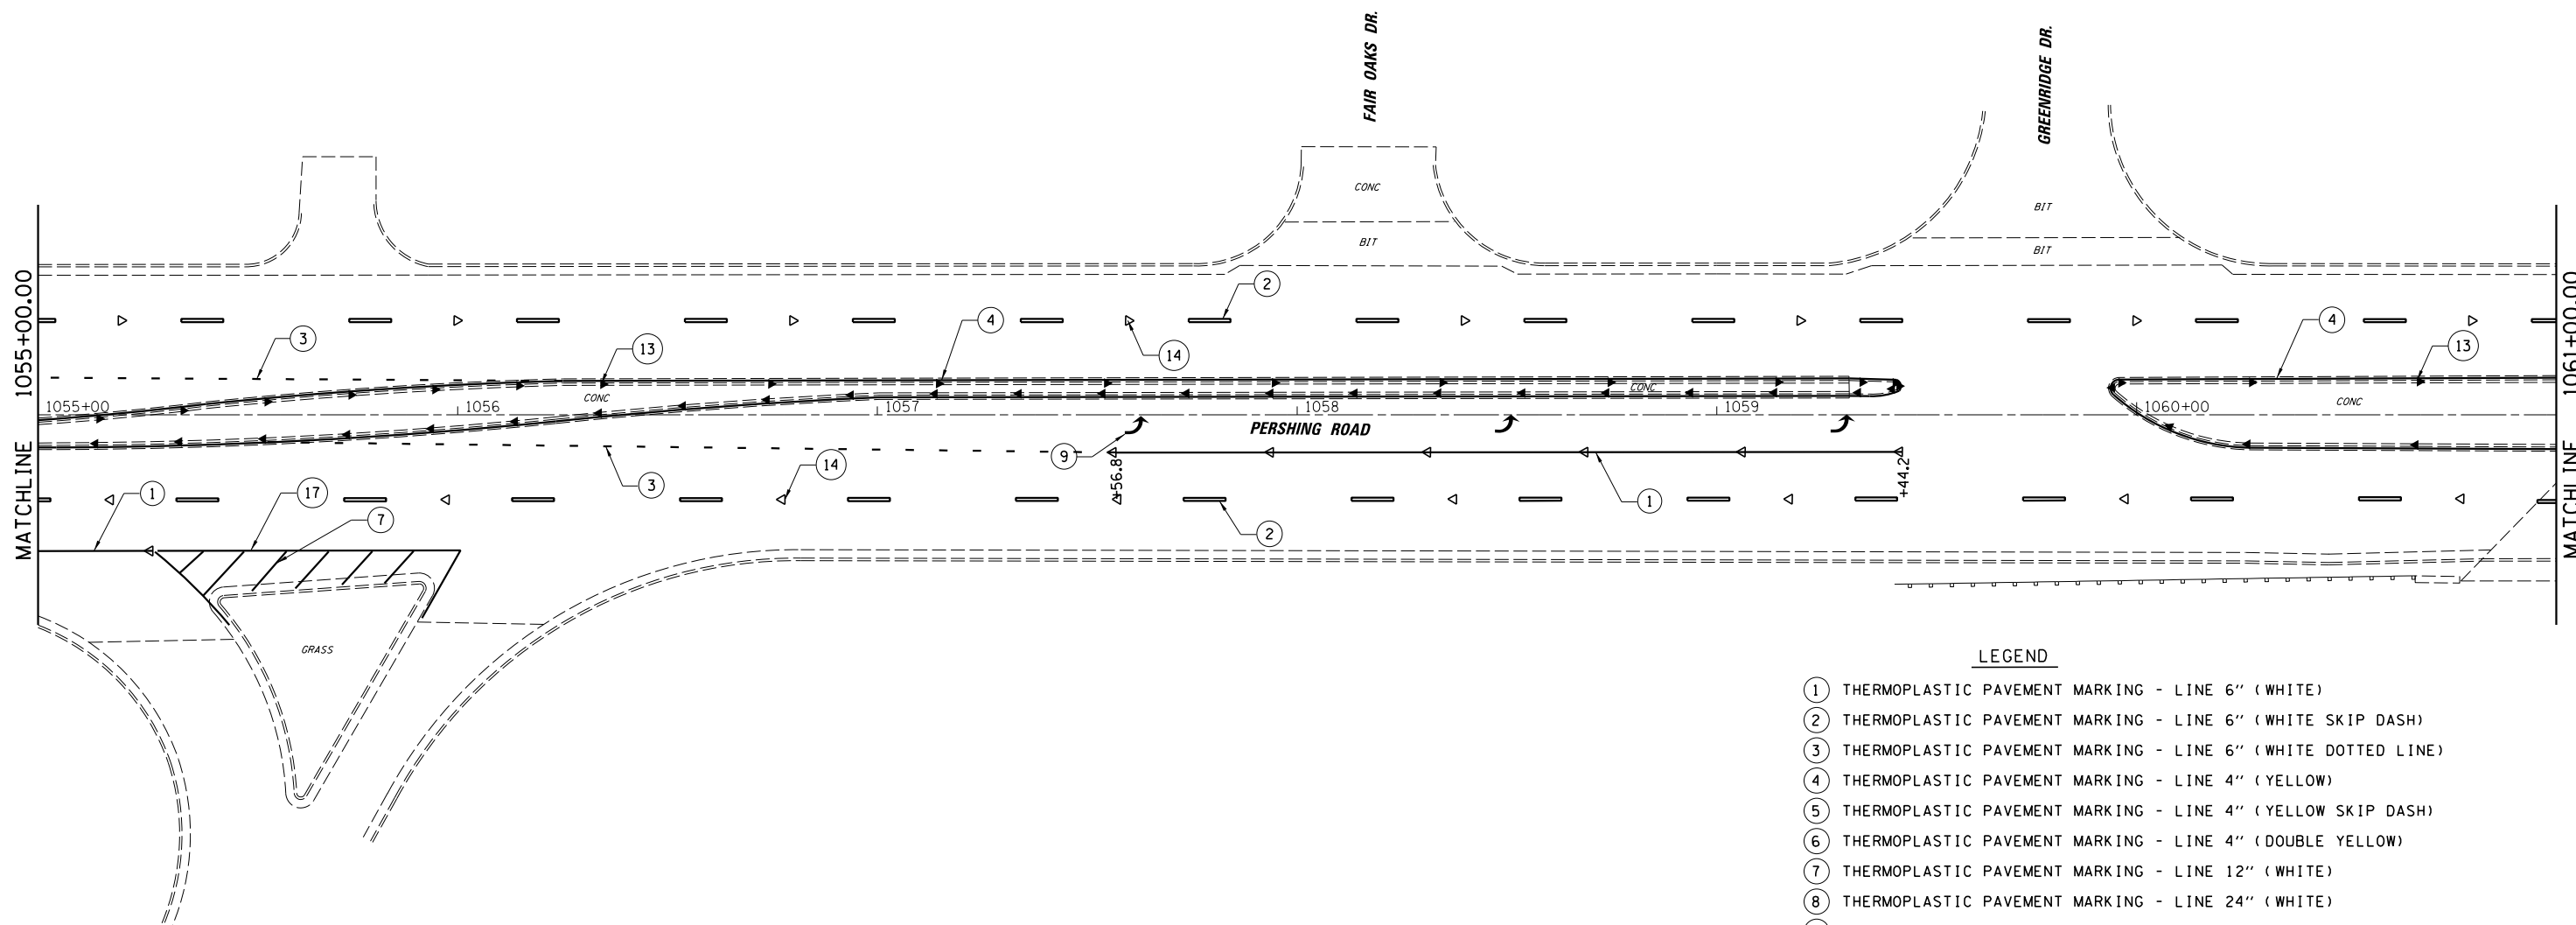 FAIR OAKS DR.
GREENRIDGE DR.
CONC
BIT
BIT
BIT
MATCHLINE 1055+00.00
MATCHLINE 1061+00.00
2
3
13
4
14
4
13
CONC
CONC
CONC
1055+00
1056
1057
1058
1059
1060+00
PERSHING ROAD
9
+56.8
+44.2
3
14
1
2
1
17
7
GRASS
LEGEND
1 THERMOPLASTIC PAVEMENT MARKING - LINE 6" (WHITE)
2 THERMOPLASTIC PAVEMENT MARKING - LINE 6" (WHITE SKIP DASH)
3 THERMOPLASTIC PAVEMENT MARKING - LINE 6" (WHITE DOTTED LINE)
4 THERMOPLASTIC PAVEMENT MARKING - LINE 4" (YELLOW)
5 THERMOPLASTIC PAVEMENT MARKING - LINE 4" (YELLOW SKIP DASH)
6 THERMOPLASTIC PAVEMENT MARKING - LINE 4" (DOUBLE YELLOW)
7 THERMOPLASTIC PAVEMENT MARKING - LINE 12" (WHITE)
8 THERMOPLASTIC PAVEMENT MARKING - LINE 24" (WHITE)